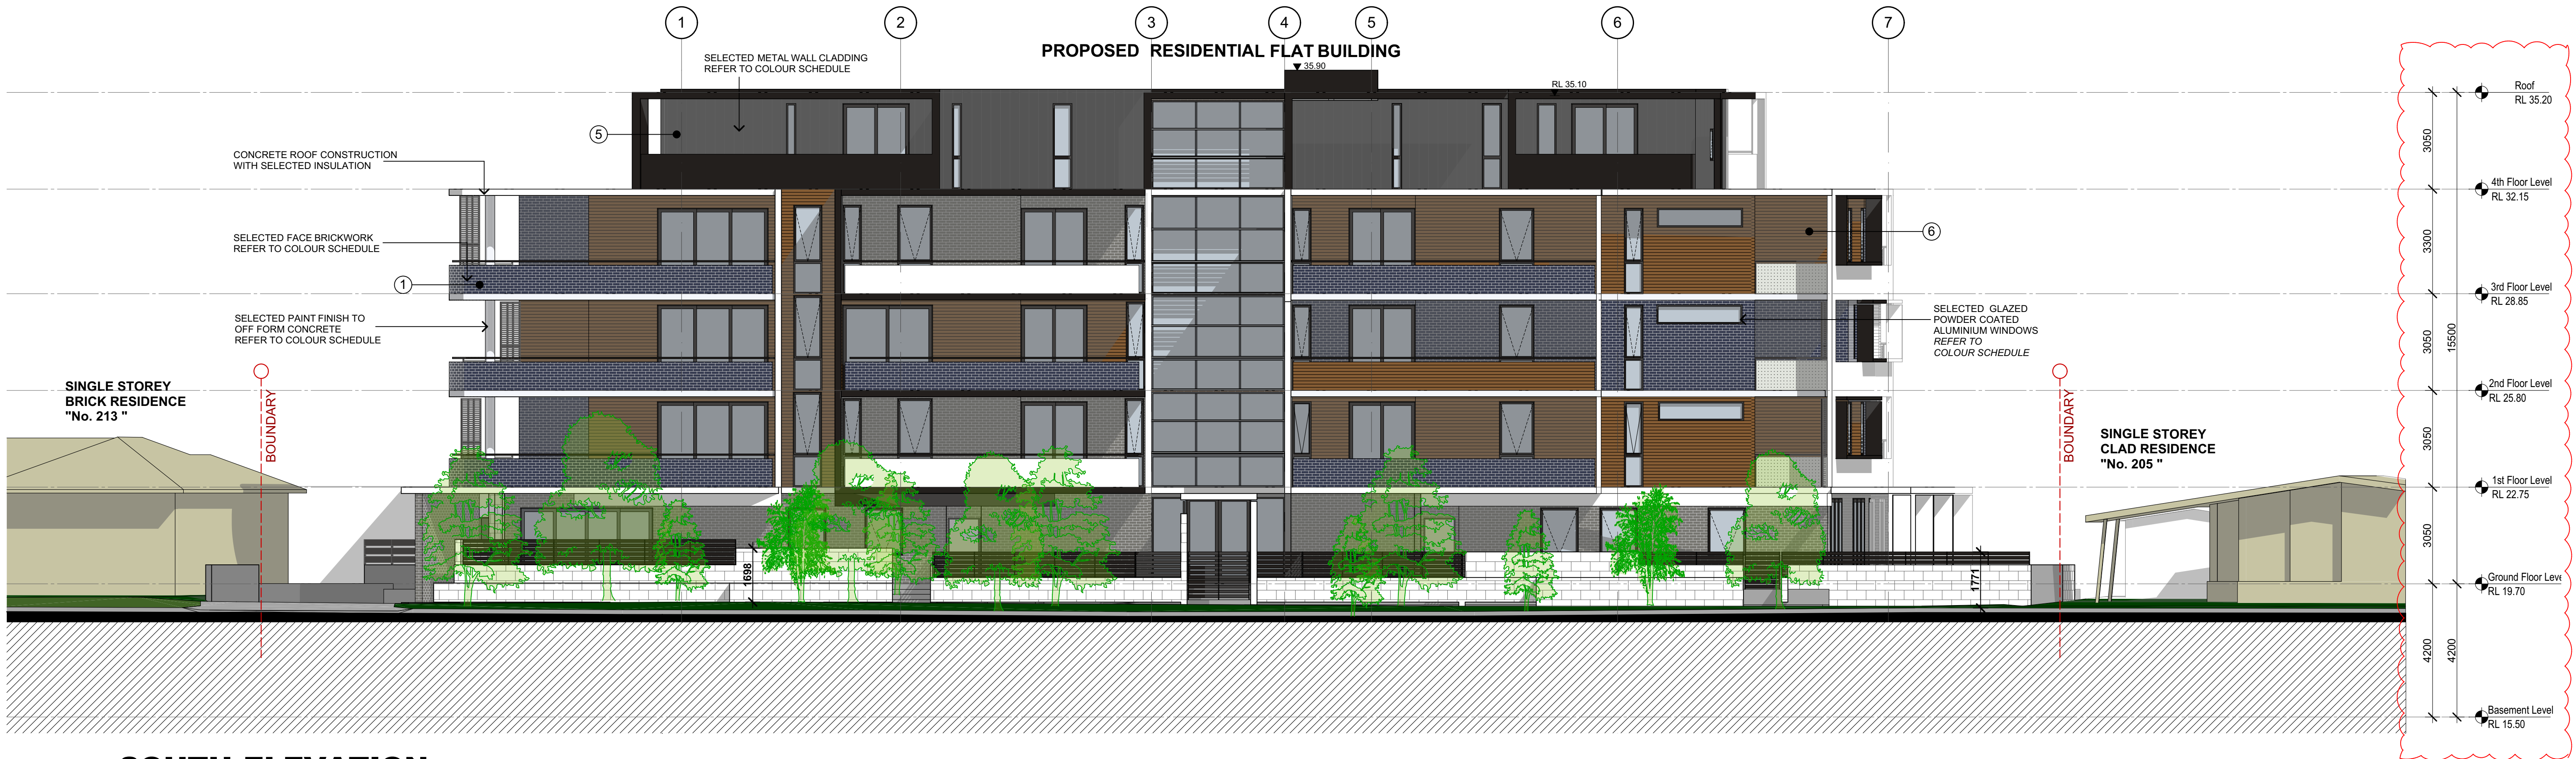 1 2 3 4 5 6 7
PROPOSED RESIDENTIAL FLAT BUILDING
SELECTED METAL WALL CLADDING
REFER TO COLOUR SCHEDULE
35.90
RL 35.10
Roof
RL 35.20
5
3050
CONCRETE ROOF CONSTRUCTION
WITH SELECTED INSULATION
4th Floor Level
RL 32.15
SELECTED FACE BRICKWORK
REFER TO COLOUR SCHEDULE
6
3300
1
3rd Floor Level
RL 28.85
SELECTED PAINT FINISH TO
OFF FORM CONCRETE
REFER TO COLOUR SCHEDULE
SELECTED GLAZED
POWDER COATED
ALUMINIUM WINDOWS
REFER TO
COLOUR SCHEDULE
3050
15500
2nd Floor Level
RL 25.80
SINGLE STOREY
BRICK RESIDENCE
"No. 213 "
BOUNDARY
BOUNDARY
SINGLE STOREY
CLAD RESIDENCE
"No. 205 "
3050
1st Floor Level
RL 22.75
3050
1698
1771
Ground Floor Leve
RL 19.70
4200
4200
Basement Level
RL 15.50
SOUTH ELEVATION